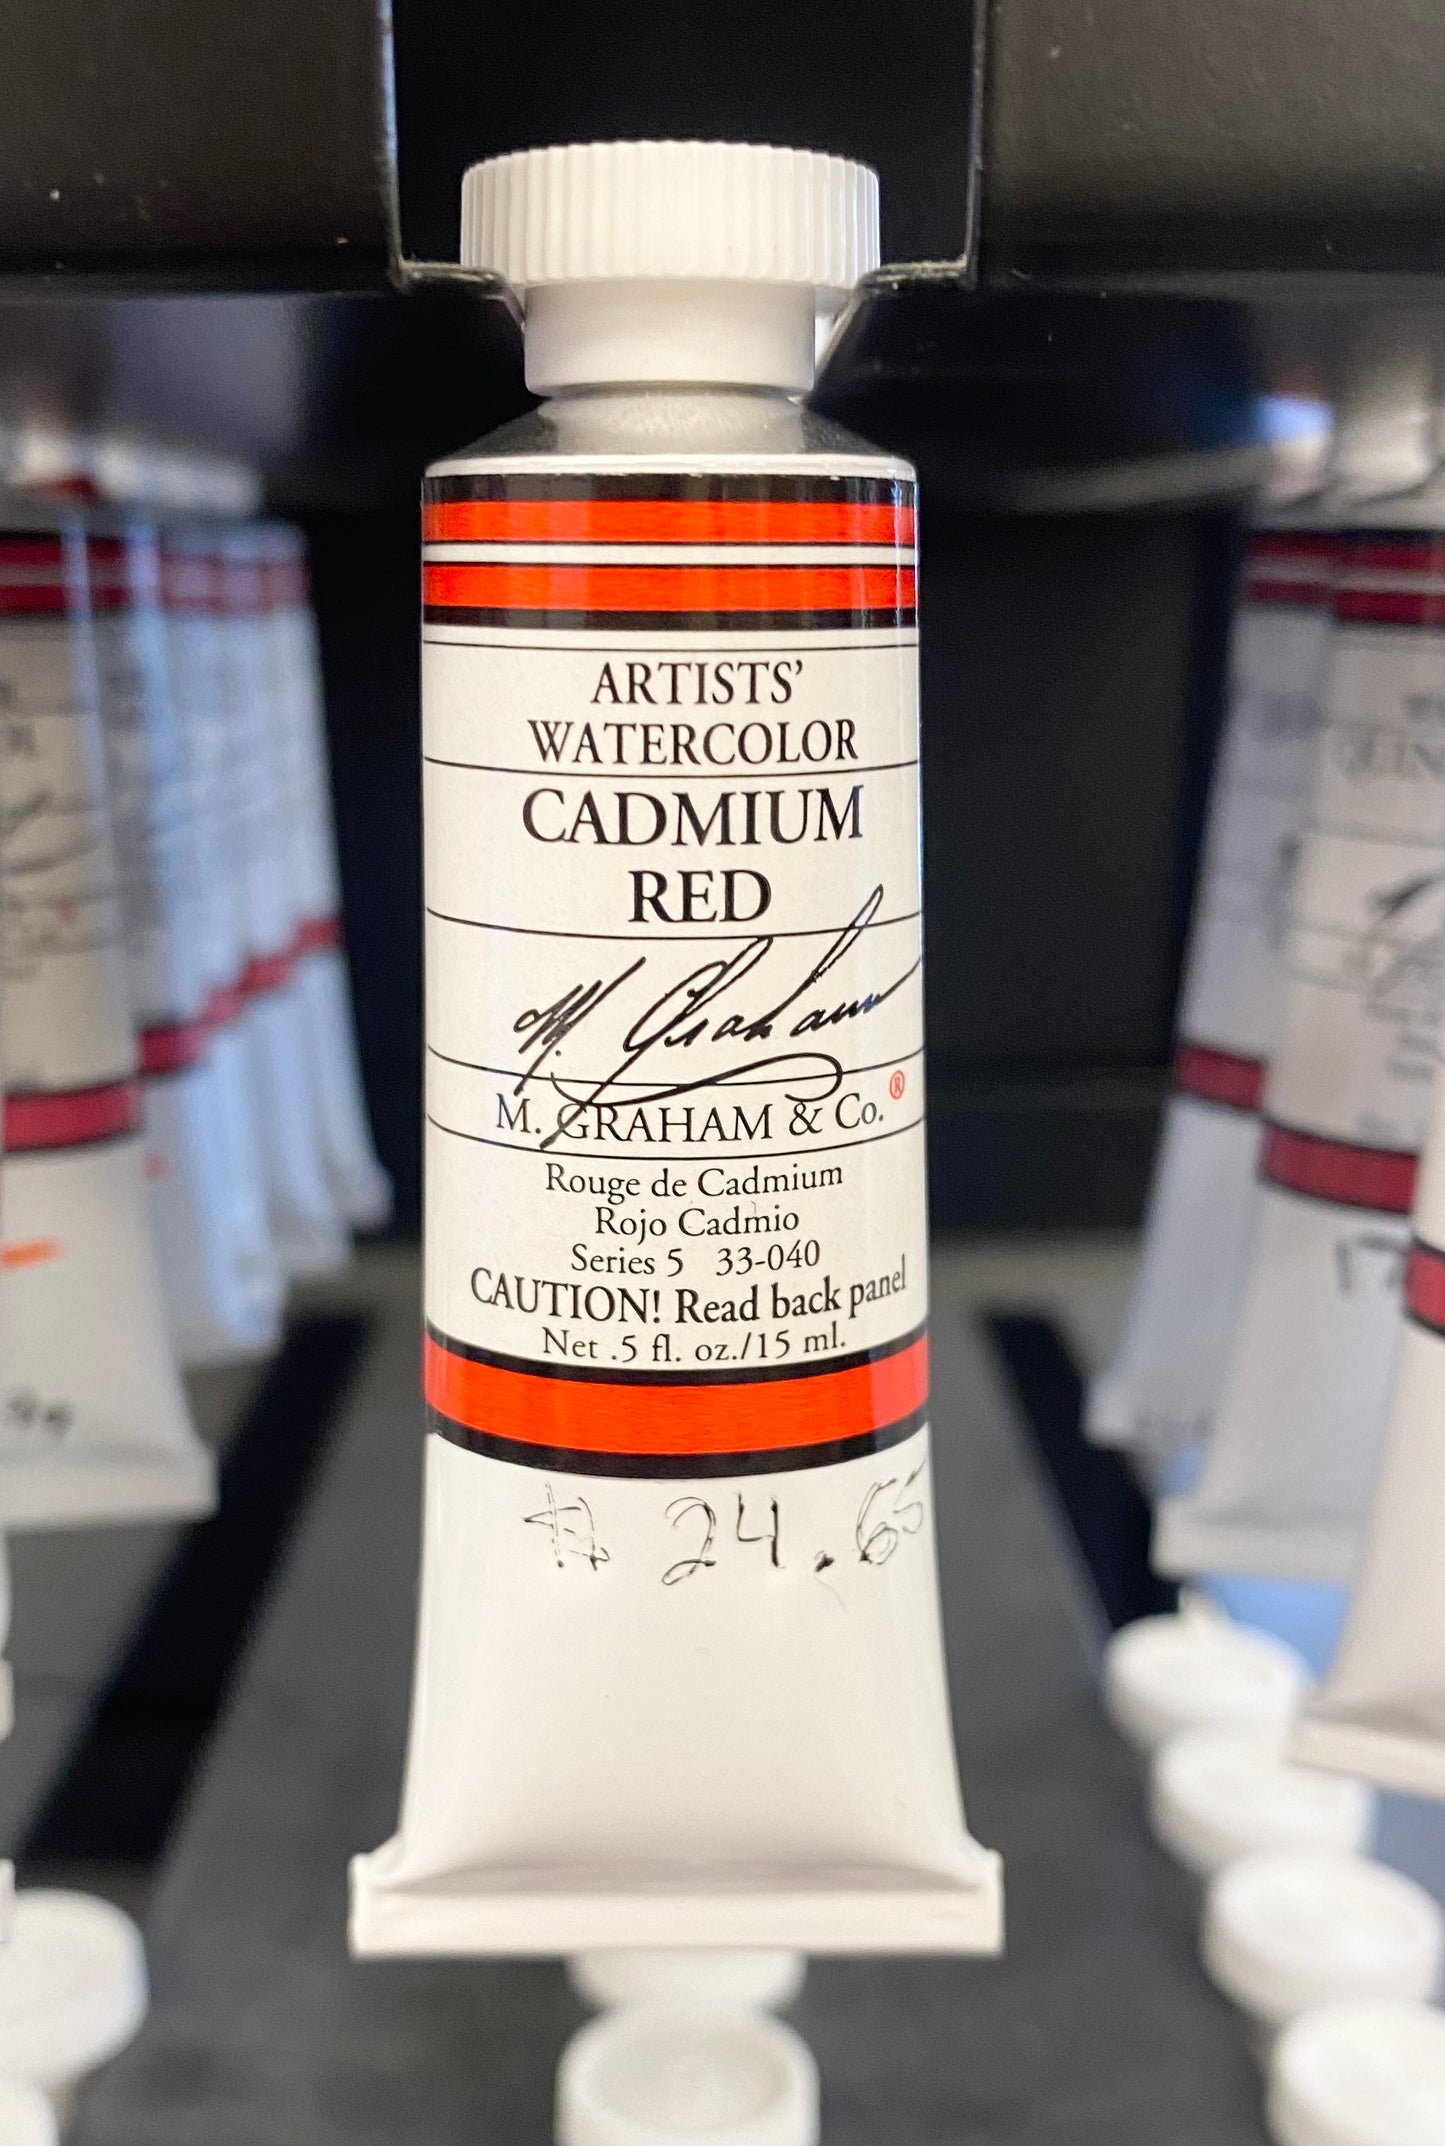 ARTISTS'
WATERCOLOR
CADMIUM
RED
M. Graham
M. GRAHAM & Co.®
Rouge de Cadmium
Rojo Cadmio
Series 5 33-040
CAUTION! Read back panel
Net .5 fl. oz./15 ml.
$ 24.65